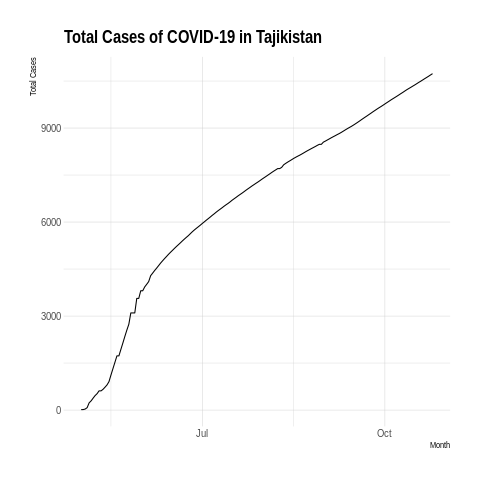 Total Cases of COVID-19 in Tajikistan
Total Cases
9000
6000
3000
0
Jul
Oct
Month